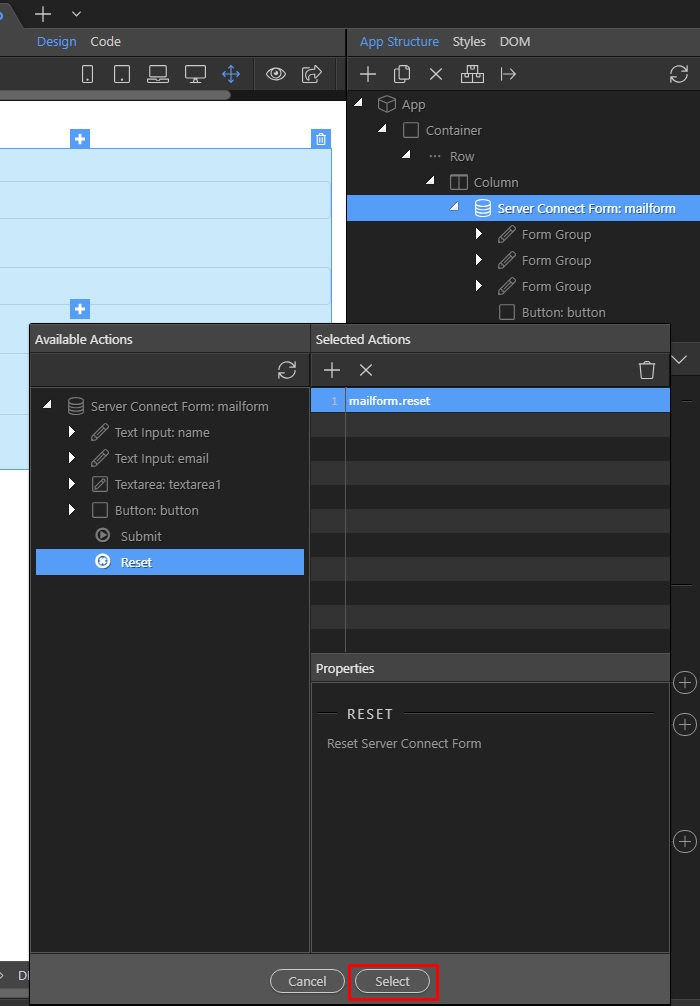 Design Code
App Structure Styles DOM
App
Container
Row
Column
Server Connect Form: mailform
Form Group
Form Group
Form Group
Button: button
Available Actions
Selected Actions
Server Connect Form: mailform
Text Input: name
Text Input: email
Textarea: textarea1
Button: button
Submit
Reset
1 mailform.reset
Properties
RESET
Reset Server Connect Form
Cancel
Select